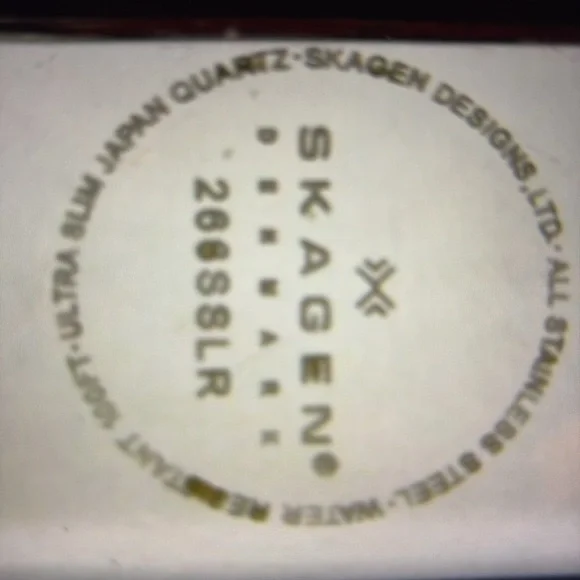 SKAGEN®
DENMARK
266SSLR
SKAGEN DESIGNS, LTD. · ALL STAINLESS STEEL · WATER RESISTANT 100FT · ULTRA SLIM JAPAN QUARTZ ·